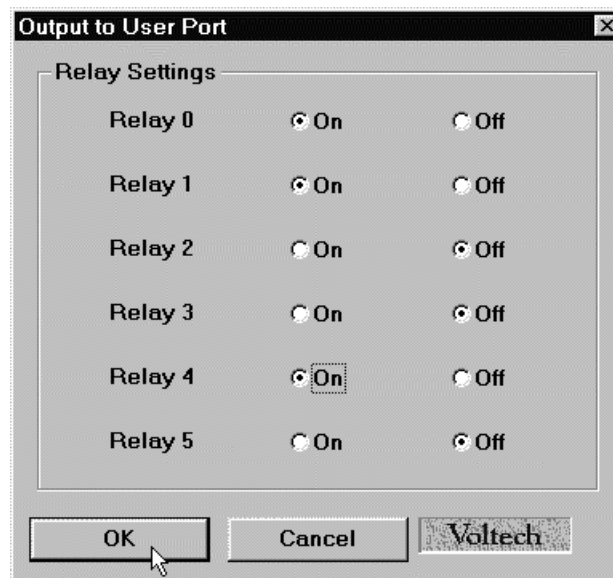 Output to User Port
Relay Settings
Relay 0 On Off
Relay 1 On Off
Relay 2 On Off
Relay 3 On Off
Relay 4 On Off
Relay 5 On Off
OK Cancel Voltech